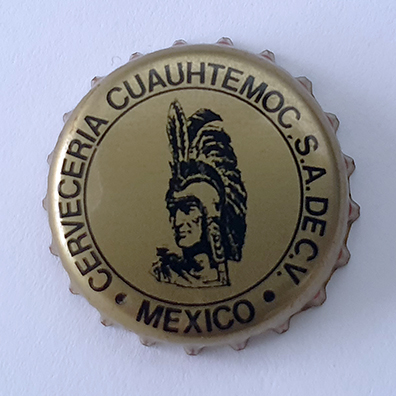 CERVECERIA CUAUHTEMOC, S.A. DE C.V.
• MEXICO •